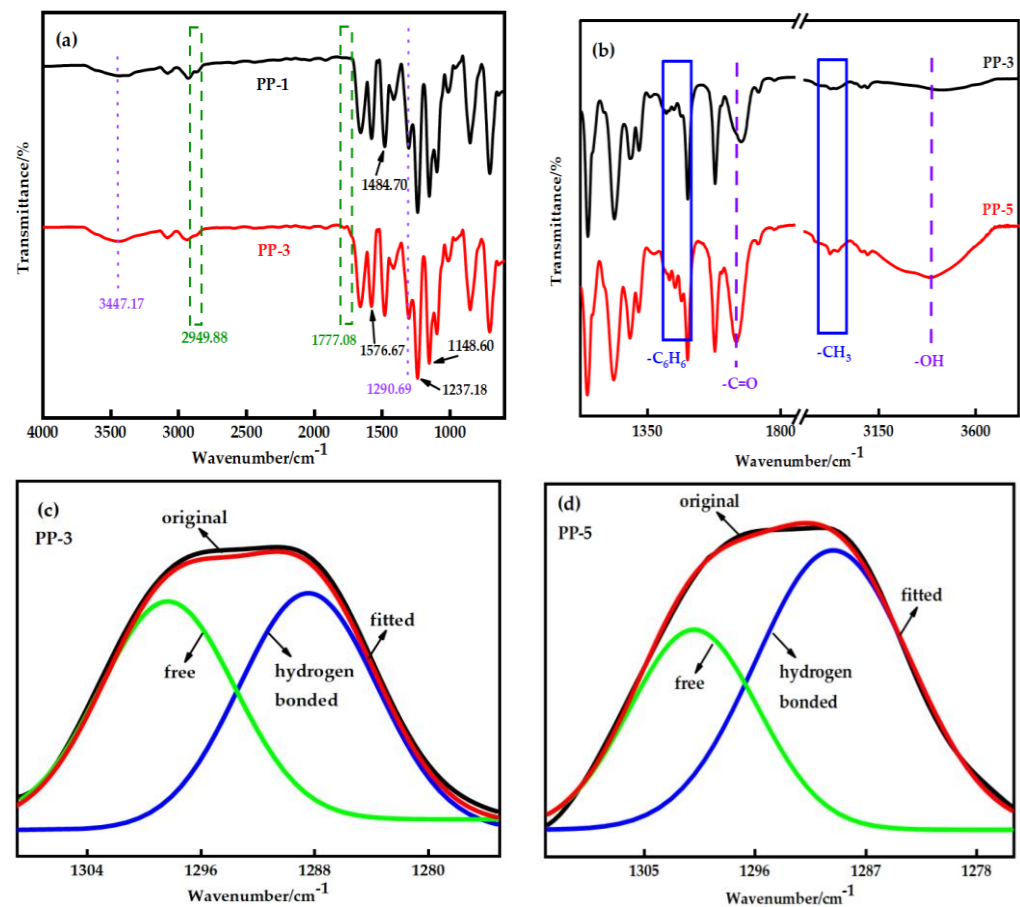 (a)
PP-1
1484.70
PP-3
3447.17
2949.88
1777.08
1576.67
1148.60
1290.69
1237.18
Transmittance/%
4000 3500 3000 2500 2000 1500 1000
Wavenumber/cm⁻¹
(b)
PP-3
PP-5
-C₆H₆
-C=O
-CH₃
-OH
Transmittance/%
1350 1800 3150 3600
Wavenumber/cm⁻¹
(c)
PP-3
original
free
hydrogen
bonded
fitted
1304 1296 1288 1280
Wavenumber/cm⁻¹
(d)
PP-5
original
free
hydrogen
bonded
fitted
1305 1296 1287 1278
Wavenumber/cm⁻¹